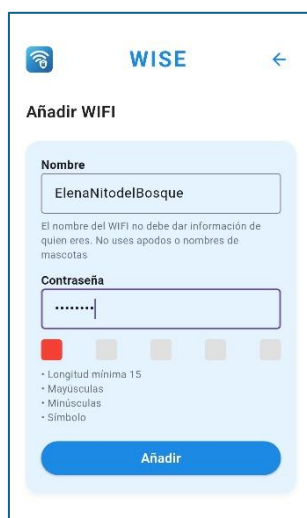 WISE
Añadir WIFI
Nombre
ElenaNitodelBosque
El nombre del WIFI no debe dar información de
quien eres. No uses apodos o nombres de
mascotas
Contraseña
••••••••
• Longitud mínima 15
• Mayúsculas
• Minúsculas
• Símbolo
Añadir